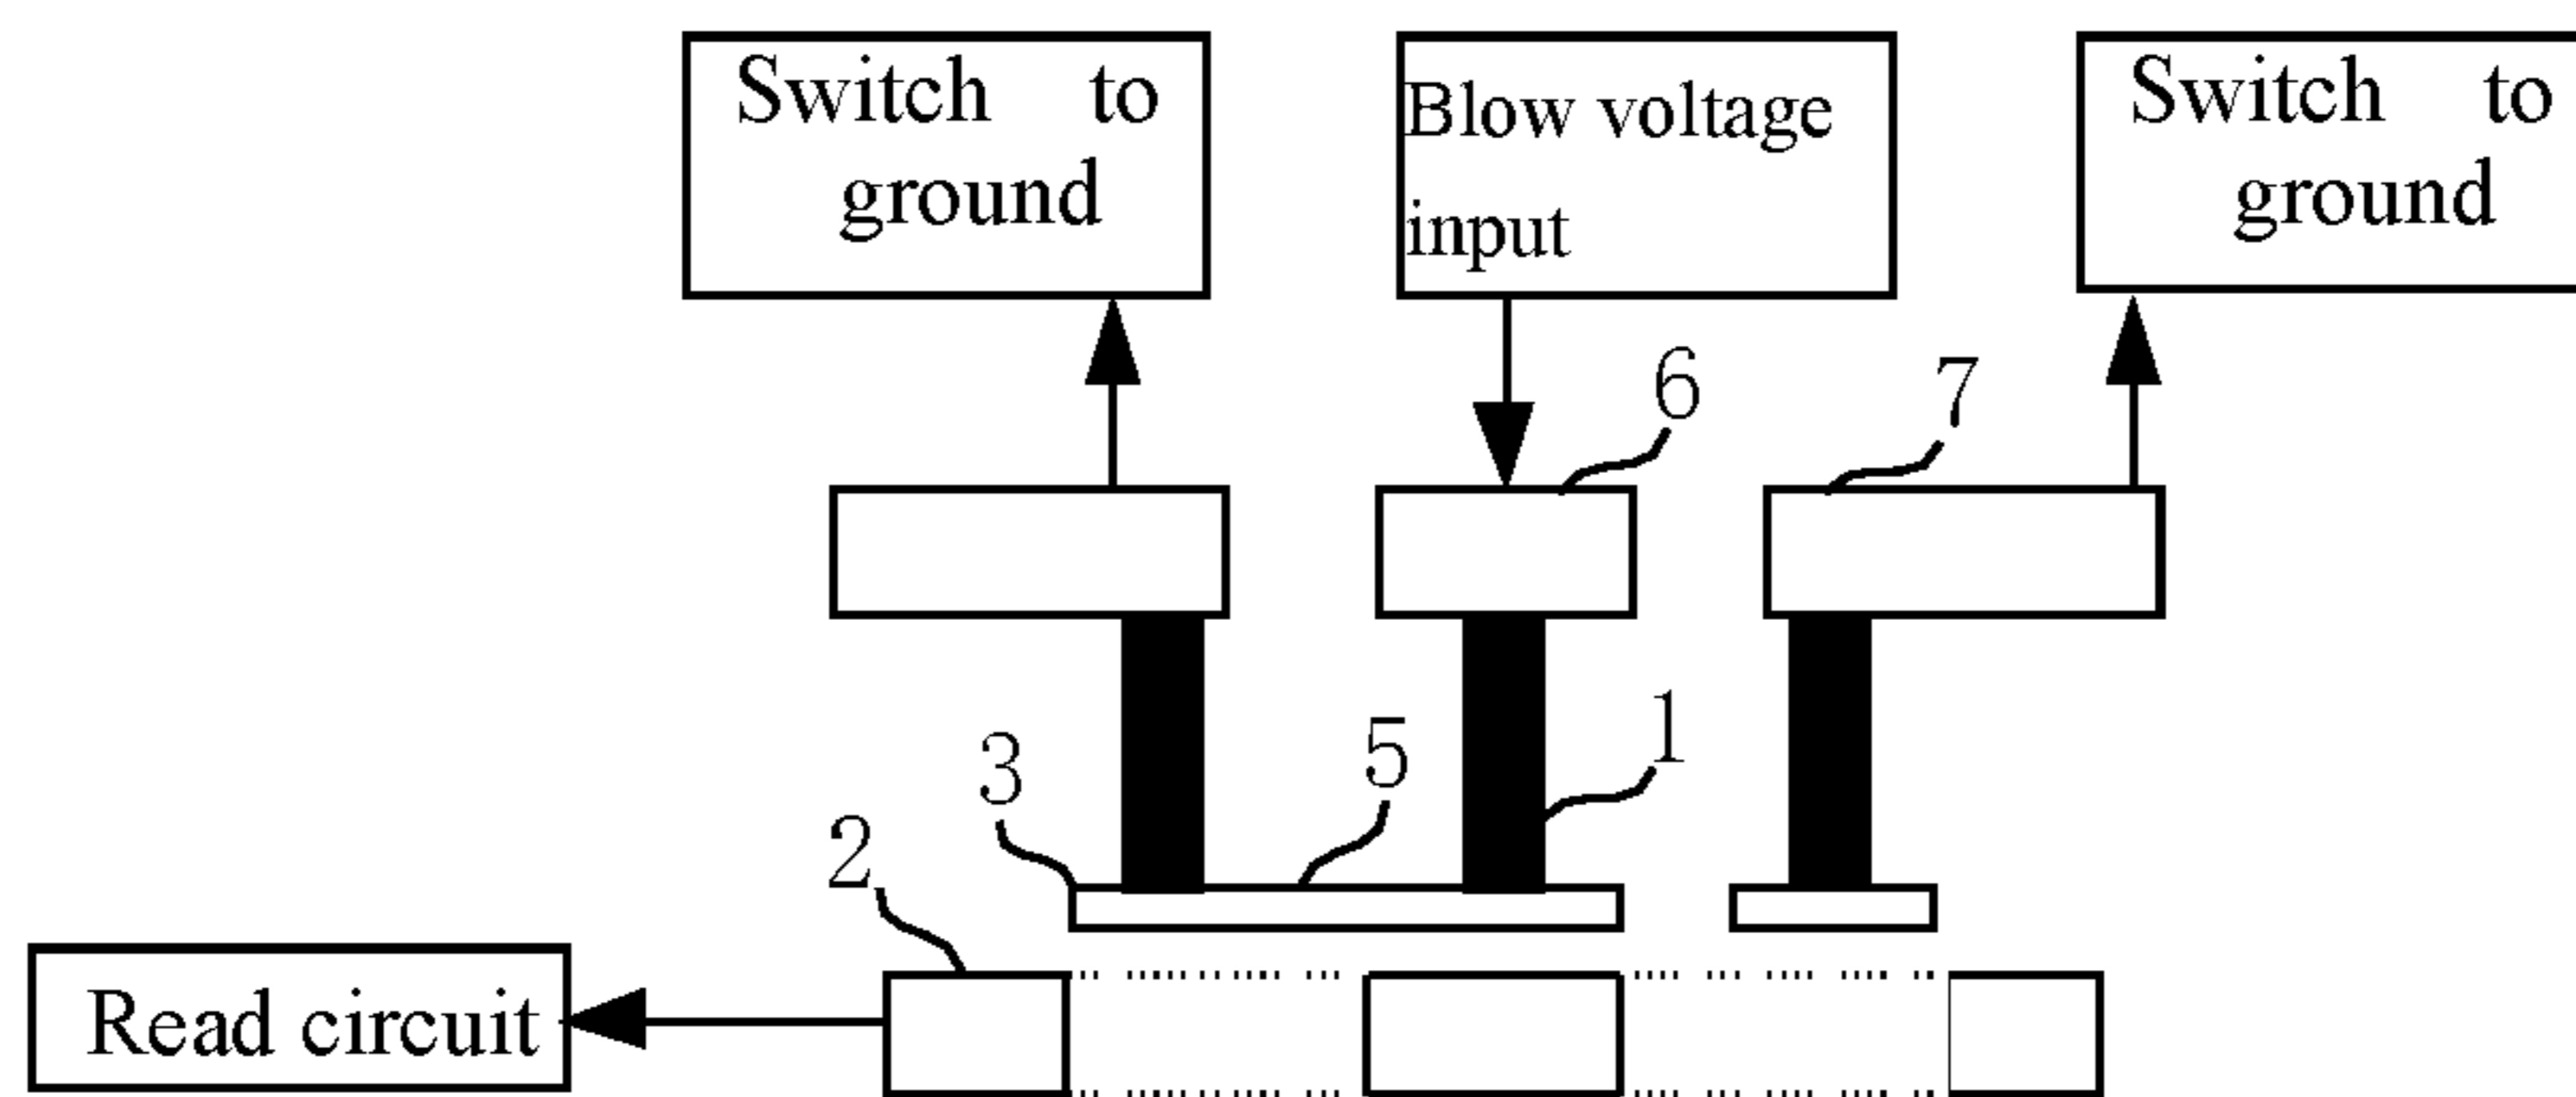 Switch to
ground
Blow voltage
input
Switch to
ground
6
7
1
5
3
2
Read circuit